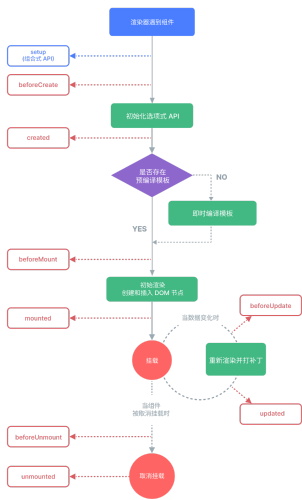 渲染器遇到组件
setup
(组合式 API)
beforeCreate
初始化选项式 API
created
是否存在
预编译模板
NO
即时编译模板
YES
beforeMount
初始渲染
创建和插入 DOM 节点
mounted
挂载
当数据变化时
beforeUpdate
重新渲染并打补丁
updated
当组件
被取消挂载时
beforeUnmount
取消挂载
unmounted